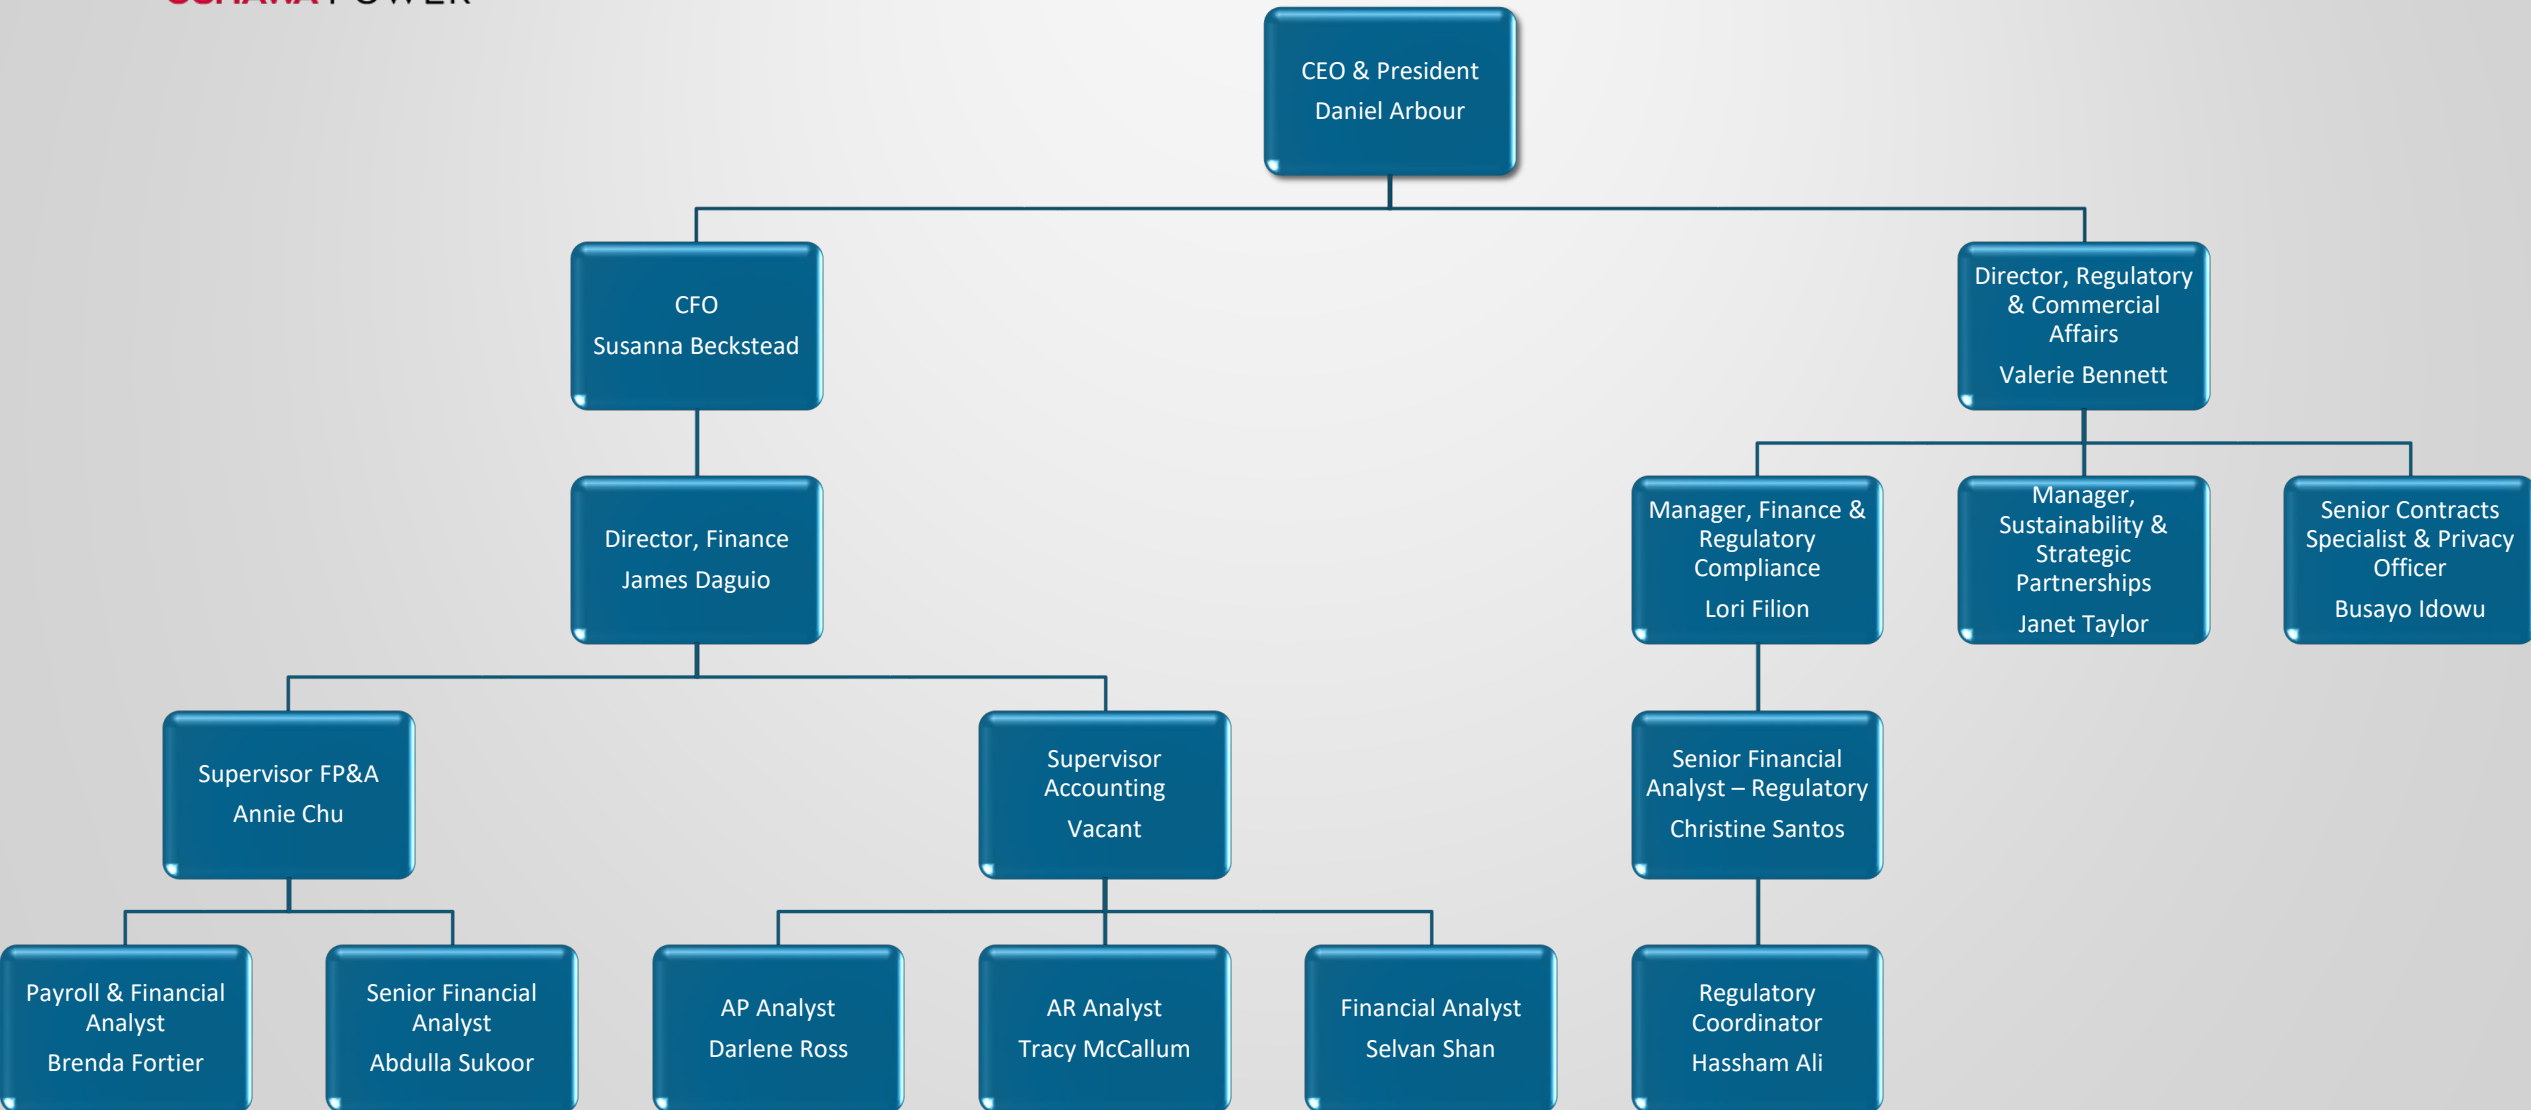 OSHAWA POWER
CEO & President
Daniel Arbour
CFO
Susanna Beckstead
Director, Regulatory
& Commercial
Affairs
Valerie Bennett
Director, Finance
James Daguio
Manager, Finance &
Regulatory
Compliance
Lori Filion
Manager,
Sustainability &
Strategic
Partnerships
Janet Taylor
Senior Contracts
Specialist & Privacy
Officer
Busayo Idowu
Supervisor FP&A
Annie Chu
Supervisor
Accounting
Vacant
Senior Financial
Analyst – Regulatory
Christine Santos
Payroll & Financial
Analyst
Brenda Fortier
Senior Financial
Analyst
Abdulla Sukoor
AP Analyst
Darlene Ross
AR Analyst
Tracy McCallum
Financial Analyst
Selvan Shan
Regulatory
Coordinator
Hassham Ali